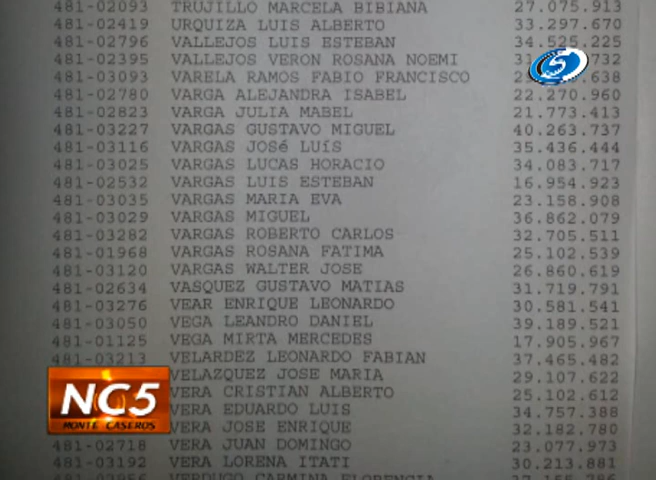 481-02093 TRUJILLO MARCELA BIBIANA 27.075.913
481-02419 URQUIZA LUIS ALBERTO 33.297.670
481-02796 VALLEJOS LUIS ESTEBAN 34.525.225
481-02395 VALLEJOS VERON ROSANA NOEMI
481-03093 VARELA RAMOS FABIO FRANCISCO
481-02780 VARGA ALEJANDRA ISABEL 22.270.960
481-02823 VARGA JULIA MABEL 21.773.413
481-03227 VARGAS GUSTAVO MIGUEL 40.263.737
481-03116 VARGAS JOSé LUíS 35.436.444
481-03025 VARGAS LUCAS HORACIO 34.083.717
481-02532 VARGAS LUIS ESTEBAN 16.954.923
481-03035 VARGAS MARIA EVA 23.158.908
481-03029 VARGAS MIGUEL 36.862.079
481-03282 VARGAS ROBERTO CARLOS 32.705.511
481-01968 VARGAS ROSANA FATIMA 25.102.539
481-03120 VARGAS WALTER JOSE 26.860.619
481-02634 VASQUEZ GUSTAVO MATIAS 31.719.791
481-03276 VEAR ENRIQUE LEONARDO 30.581.541
481-03050 VEGA LEANDRO DANIEL 39.189.521
481-01125 VEGA MIRTA MERCEDES 17.905.967
481-03213 VELARDEZ LEONARDO FABIAN 37.465.482
VELAZQUEZ JOSE MARIA 29.107.622
VERA CRISTIAN ALBERTO 25.102.612
VERA EDUARDO LUIS 34.757.388
VERA JOSE ENRIQUE 32.182.780
481-02718 VERA JUAN DOMINGO 23.077.973
481-03192 VERA LORENA ITATI 30.213.881
VERDUGO CARMINA FLORENCIA
5
NC5
MONTE CASEROS